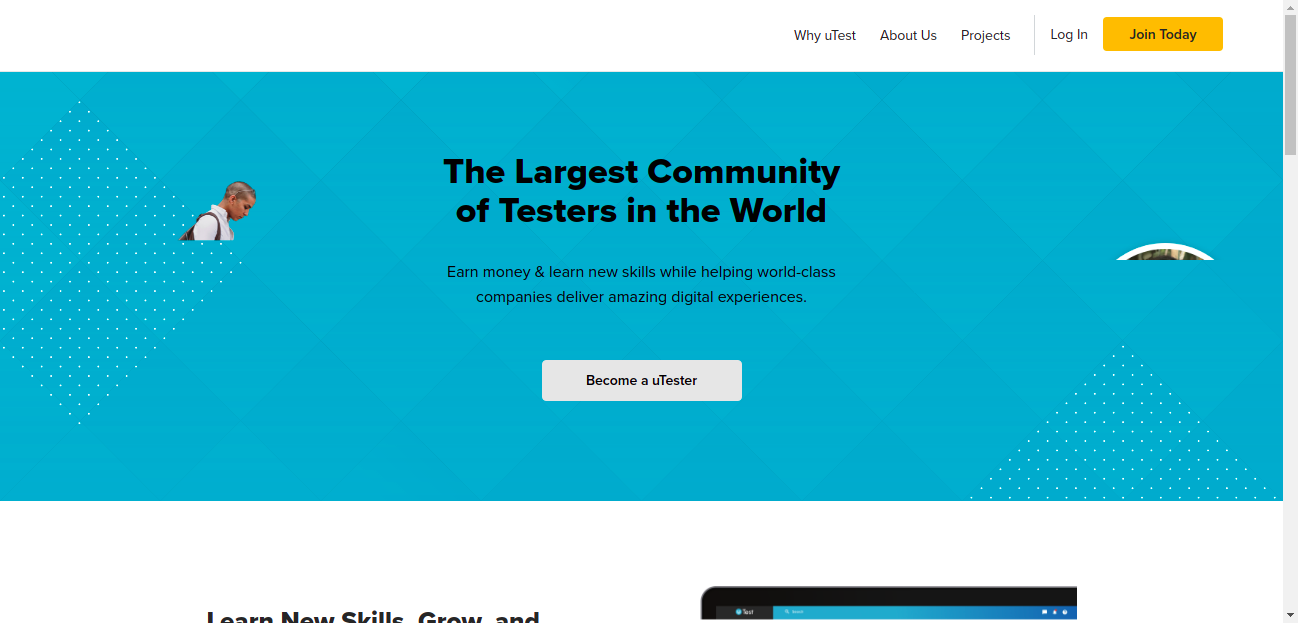 Why uTest About Us Projects Log In Join Today
The Largest Community
of Testers in the World
Earn money & learn new skills while helping world-class
companies deliver amazing digital experiences.
Become a uTester
Learn New Skills, Grow, and
uTest
Search